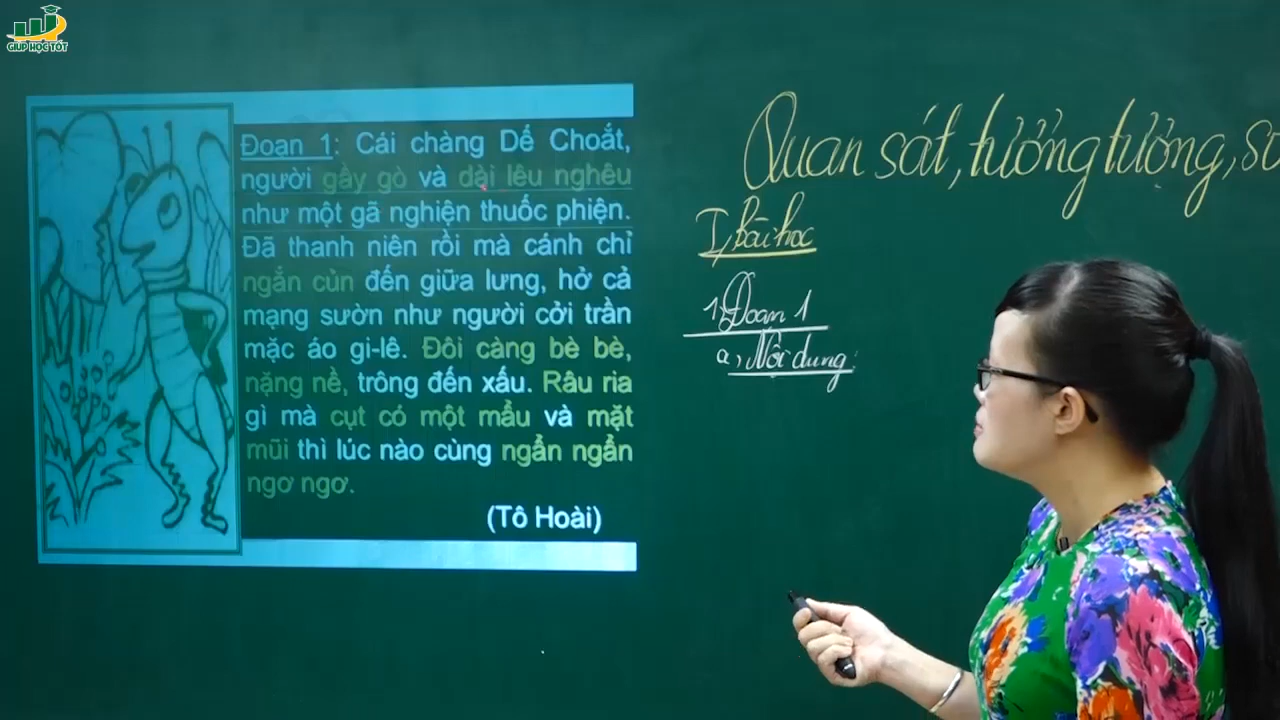 GIÚP HỌC TỐT
Đoạn 1: Cái chàng Dế Choắt,
người gầy gò và dài lêu nghêu
như một gã nghiện thuốc phiện.
Đã thanh niên rồi mà cánh chỉ
ngắn củn đến giữa lưng, hở cả
mạng sườn như người cởi trần
mặc áo gi-lê. Đôi càng bè bè,
nặng nề, trông đến xấu. Râu ria
gì mà cụt có một mẩu và mặt
mũi thì lúc nào cùng ngẩn ngẩn
ngơ ngơ.
(Tô Hoài)
Quan sát, tưởng tượng, s
I, bài học
1, Đoạn 1
a, Nội dung: